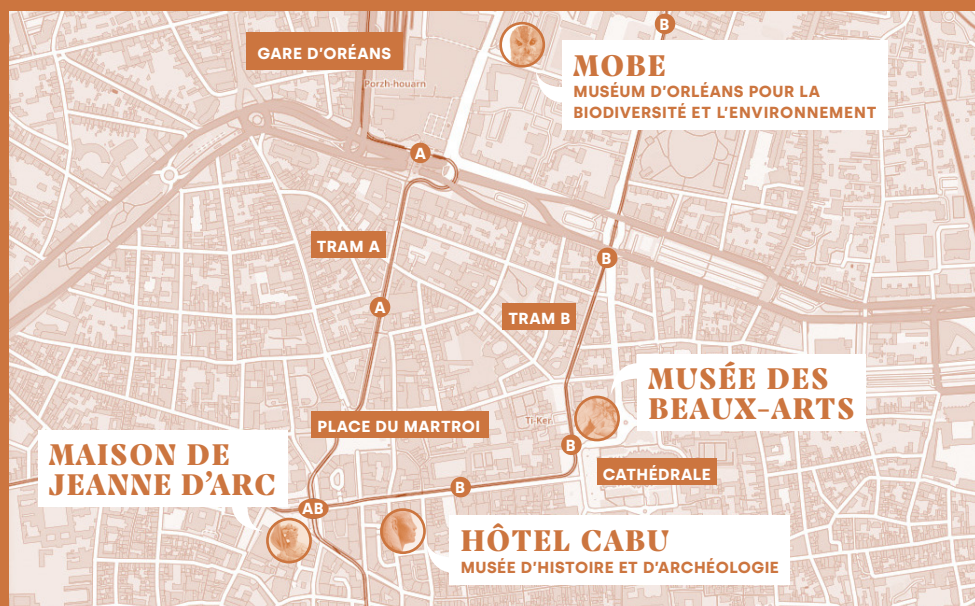 B
GARE D'ORÉANS
MOBE
MUSÉUM D'ORLÉANS POUR LA
BIODIVERSITÉ ET L'ENVIRONNEMENT
Porzh-houarn
A
TRAM A
B
A
TRAM B
MUSÉE DES
BEAUX-ARTS
Ti-Ker
PLACE DU MARTROI
B
MAISON DE
JEANNE D'ARC
CATHÉDRALE
B
AB
HÔTEL CABU
MUSÉE D'HISTOIRE ET D'ARCHÉOLOGIE